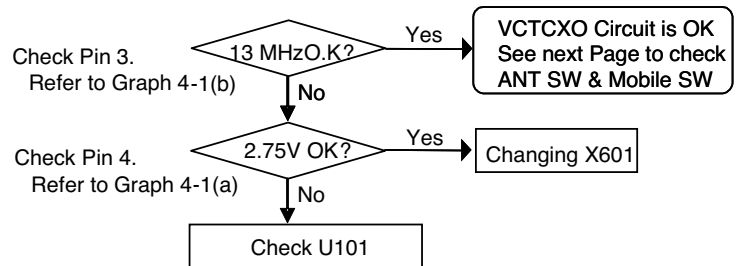 Check Pin 3.
Refer to Graph 4-1(b)
13 MHzO.K?
Yes
VCTCXO Circuit is OK
See next Page to check
ANT SW & Mobile SW
No
Check Pin 4.
Refer to Graph 4-1(a)
2.75V OK?
Yes
Changing X601
No
Check U101